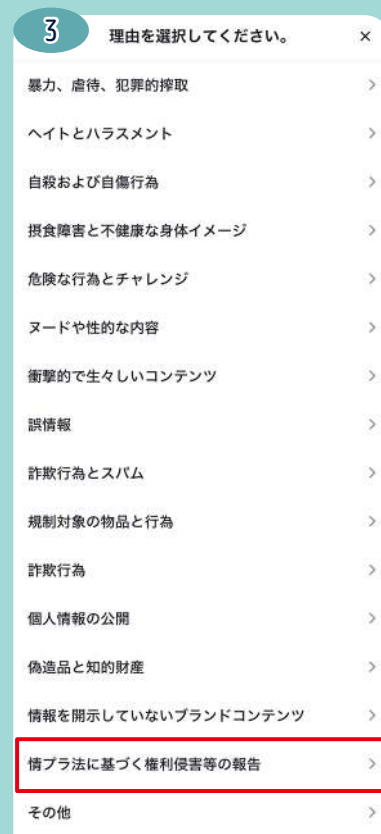 3
理由を選択してください。 ×
暴力、虐待、犯罪的搾取
ヘイトとハラスメント
自殺および自傷行為
摂食障害と不健康な身体イメージ
危険な行為とチャレンジ
ヌードや性的な内容
衝撃的で生々しいコンテンツ
誤情報
詐欺行為とスパム
規制対象の物品と行為
詐欺行為
個人情報の公開
偽造品と知的財産
情報を開示していないブランドコンテンツ
情プラ法に基づく権利侵害等の報告
その他